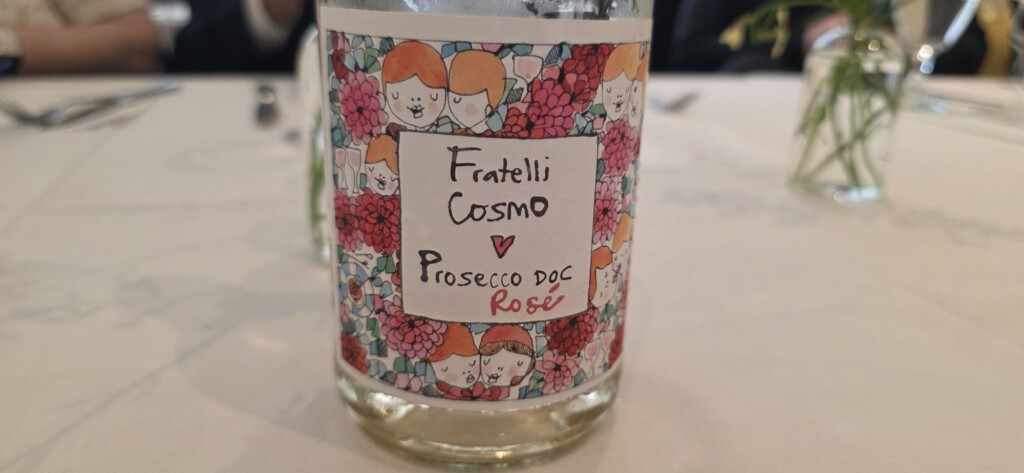 Fratelli
Cosmo
Prosecco DOC
Rosé